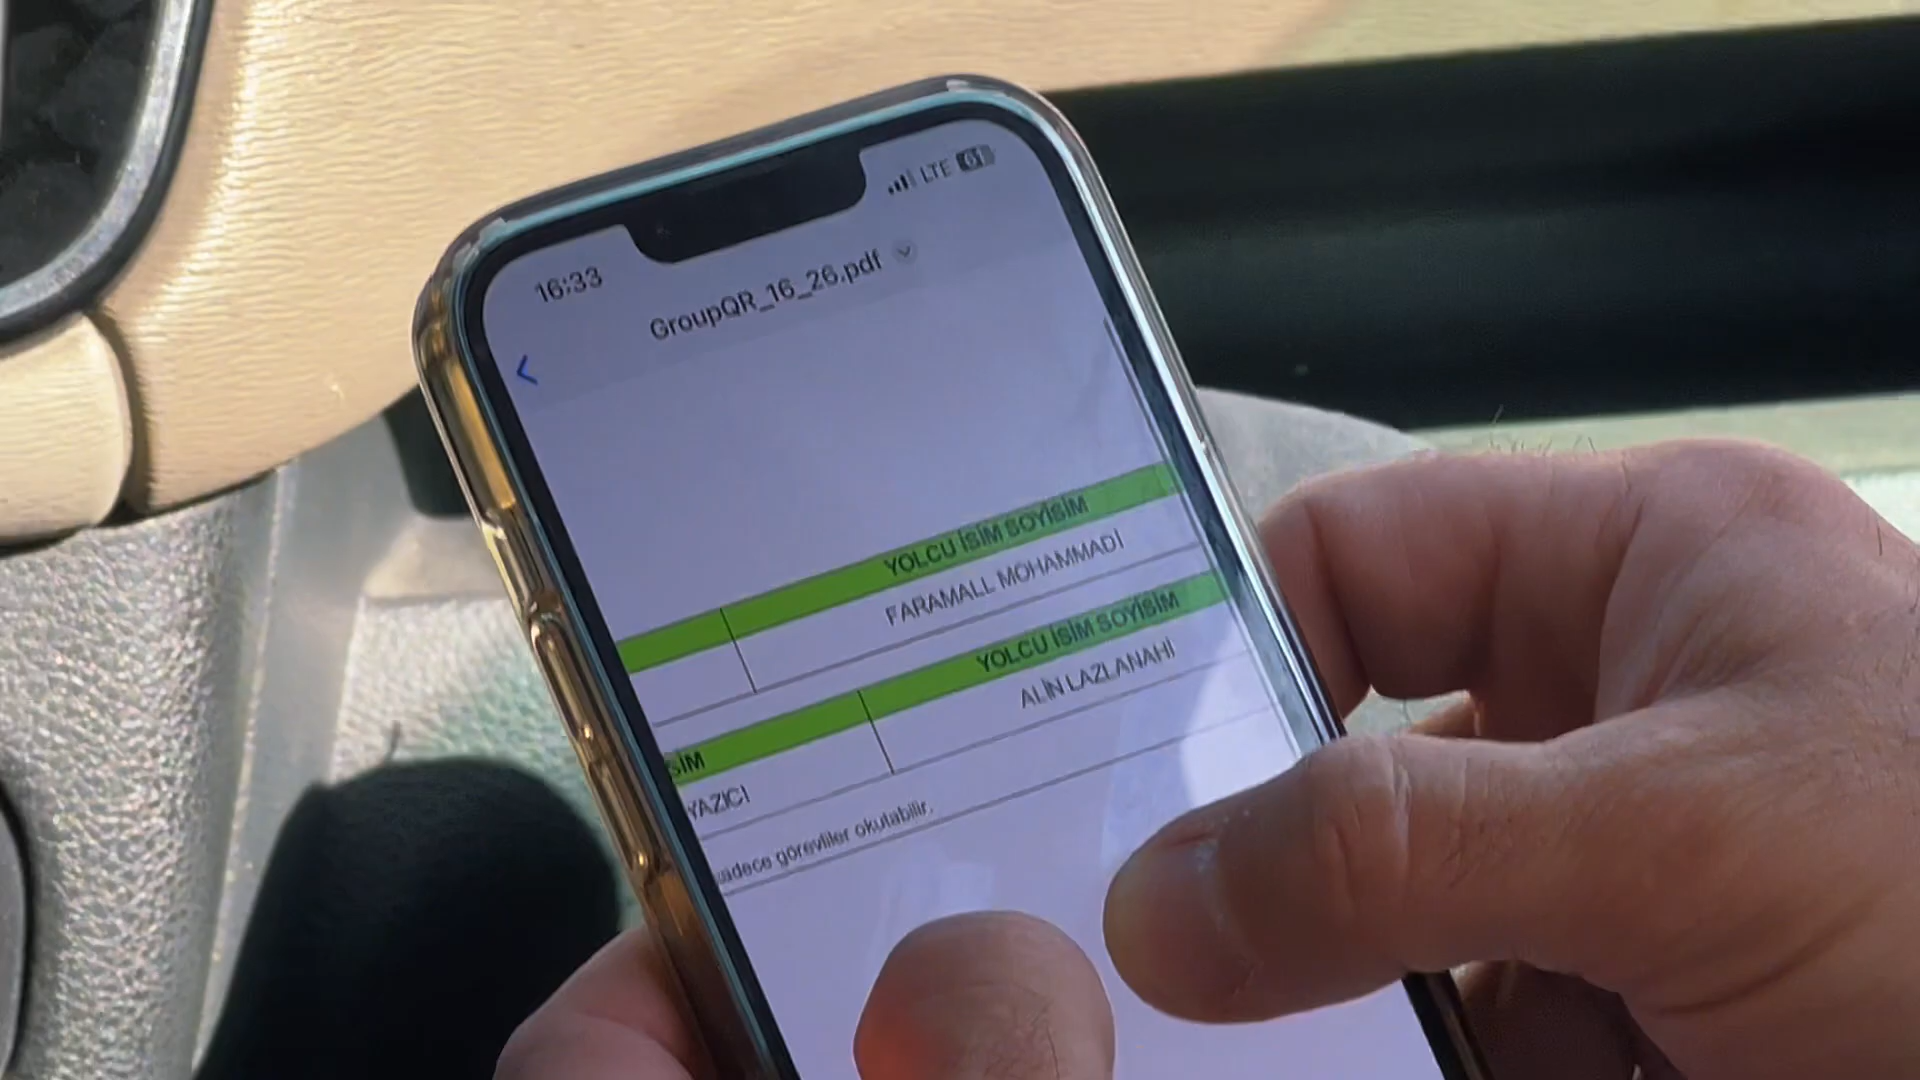 16:33
LTE 61
GroupQR_16_26.pdf
YOLCU İSİM SOYİSİM
FARAMALL MOHAMMADİ
SİM
YOLCU İSİM SOYİSİM
YAZICI
ALİN LAZLANAHİ
sadece görevliler okutabilir.